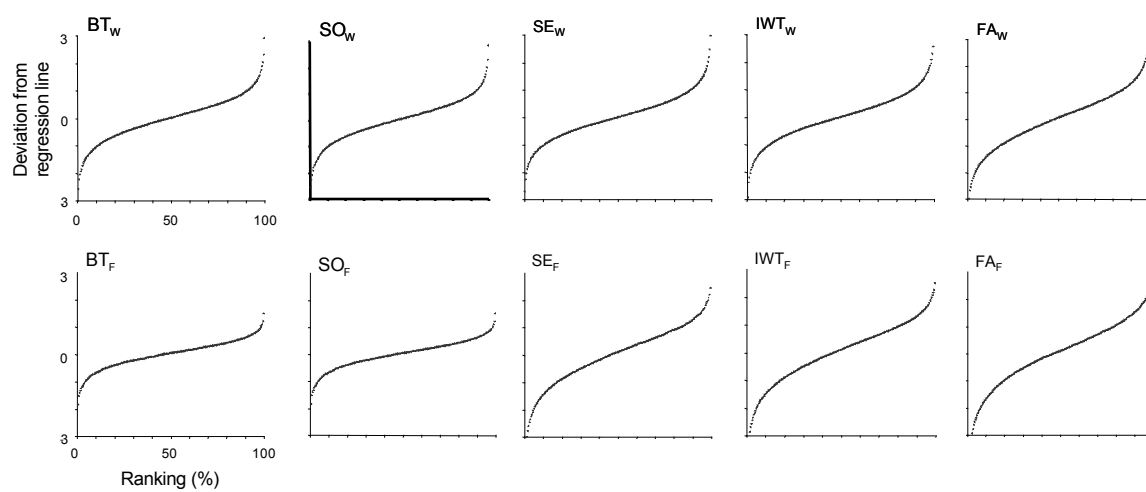 BTW
SOW
SEW
IWTW
FAW
Deviation from
regression line
3
0
3
0
50
100
BTF
SOF
SEF
IWTF
FAF
3
0
3
0
100
Ranking (%)